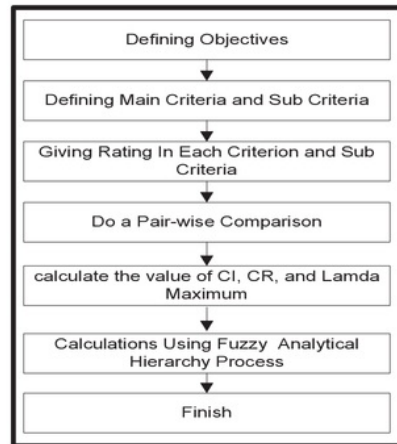 Defining Objectives
Defining Main Criteria and Sub Criteria
Giving Rating In Each Criterion and Sub
Criteria
Do a Pair-wise Comparison
calculate the value of CI, CR, and Lamda
Maximum
Calculations Using Fuzzy Analytical
Hierarchy Process
Finish